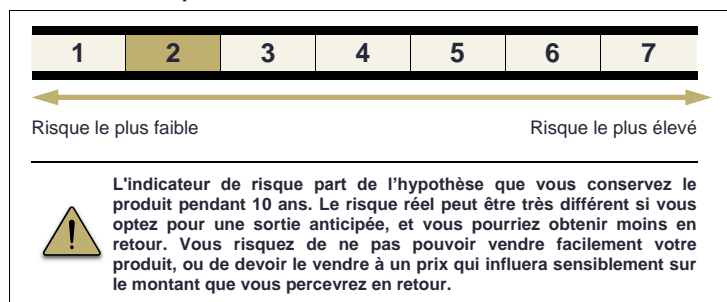 1 2 3 4 5 6 7
Risque le plus faible Risque le plus élevé
L'indicateur de risque part de l’hypothèse que vous conservez le
produit pendant 10 ans. Le risque réel peut être très différent si vous
optez pour une sortie anticipée, et vous pourriez obtenir moins en
retour. Vous risquez de ne pas pouvoir vendre facilement votre
produit, ou de devoir le vendre à un prix qui influera sensiblement sur
le montant que vous percevrez en retour.